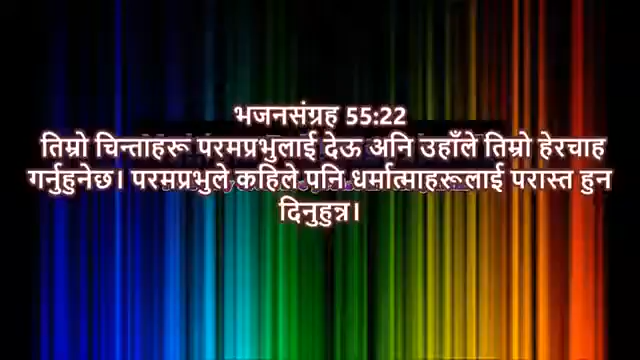 भजनसंग्रह 55:22
तिम्रो चिन्ताहरू परमप्रभुलाई देऊ अनि उहाँले तिम्रो हेरचाह
गर्नुहुनेछ। परमप्रभुले कहिले पनि धर्मात्माहरूलाई परास्त हुन
दिनुहुन्न।